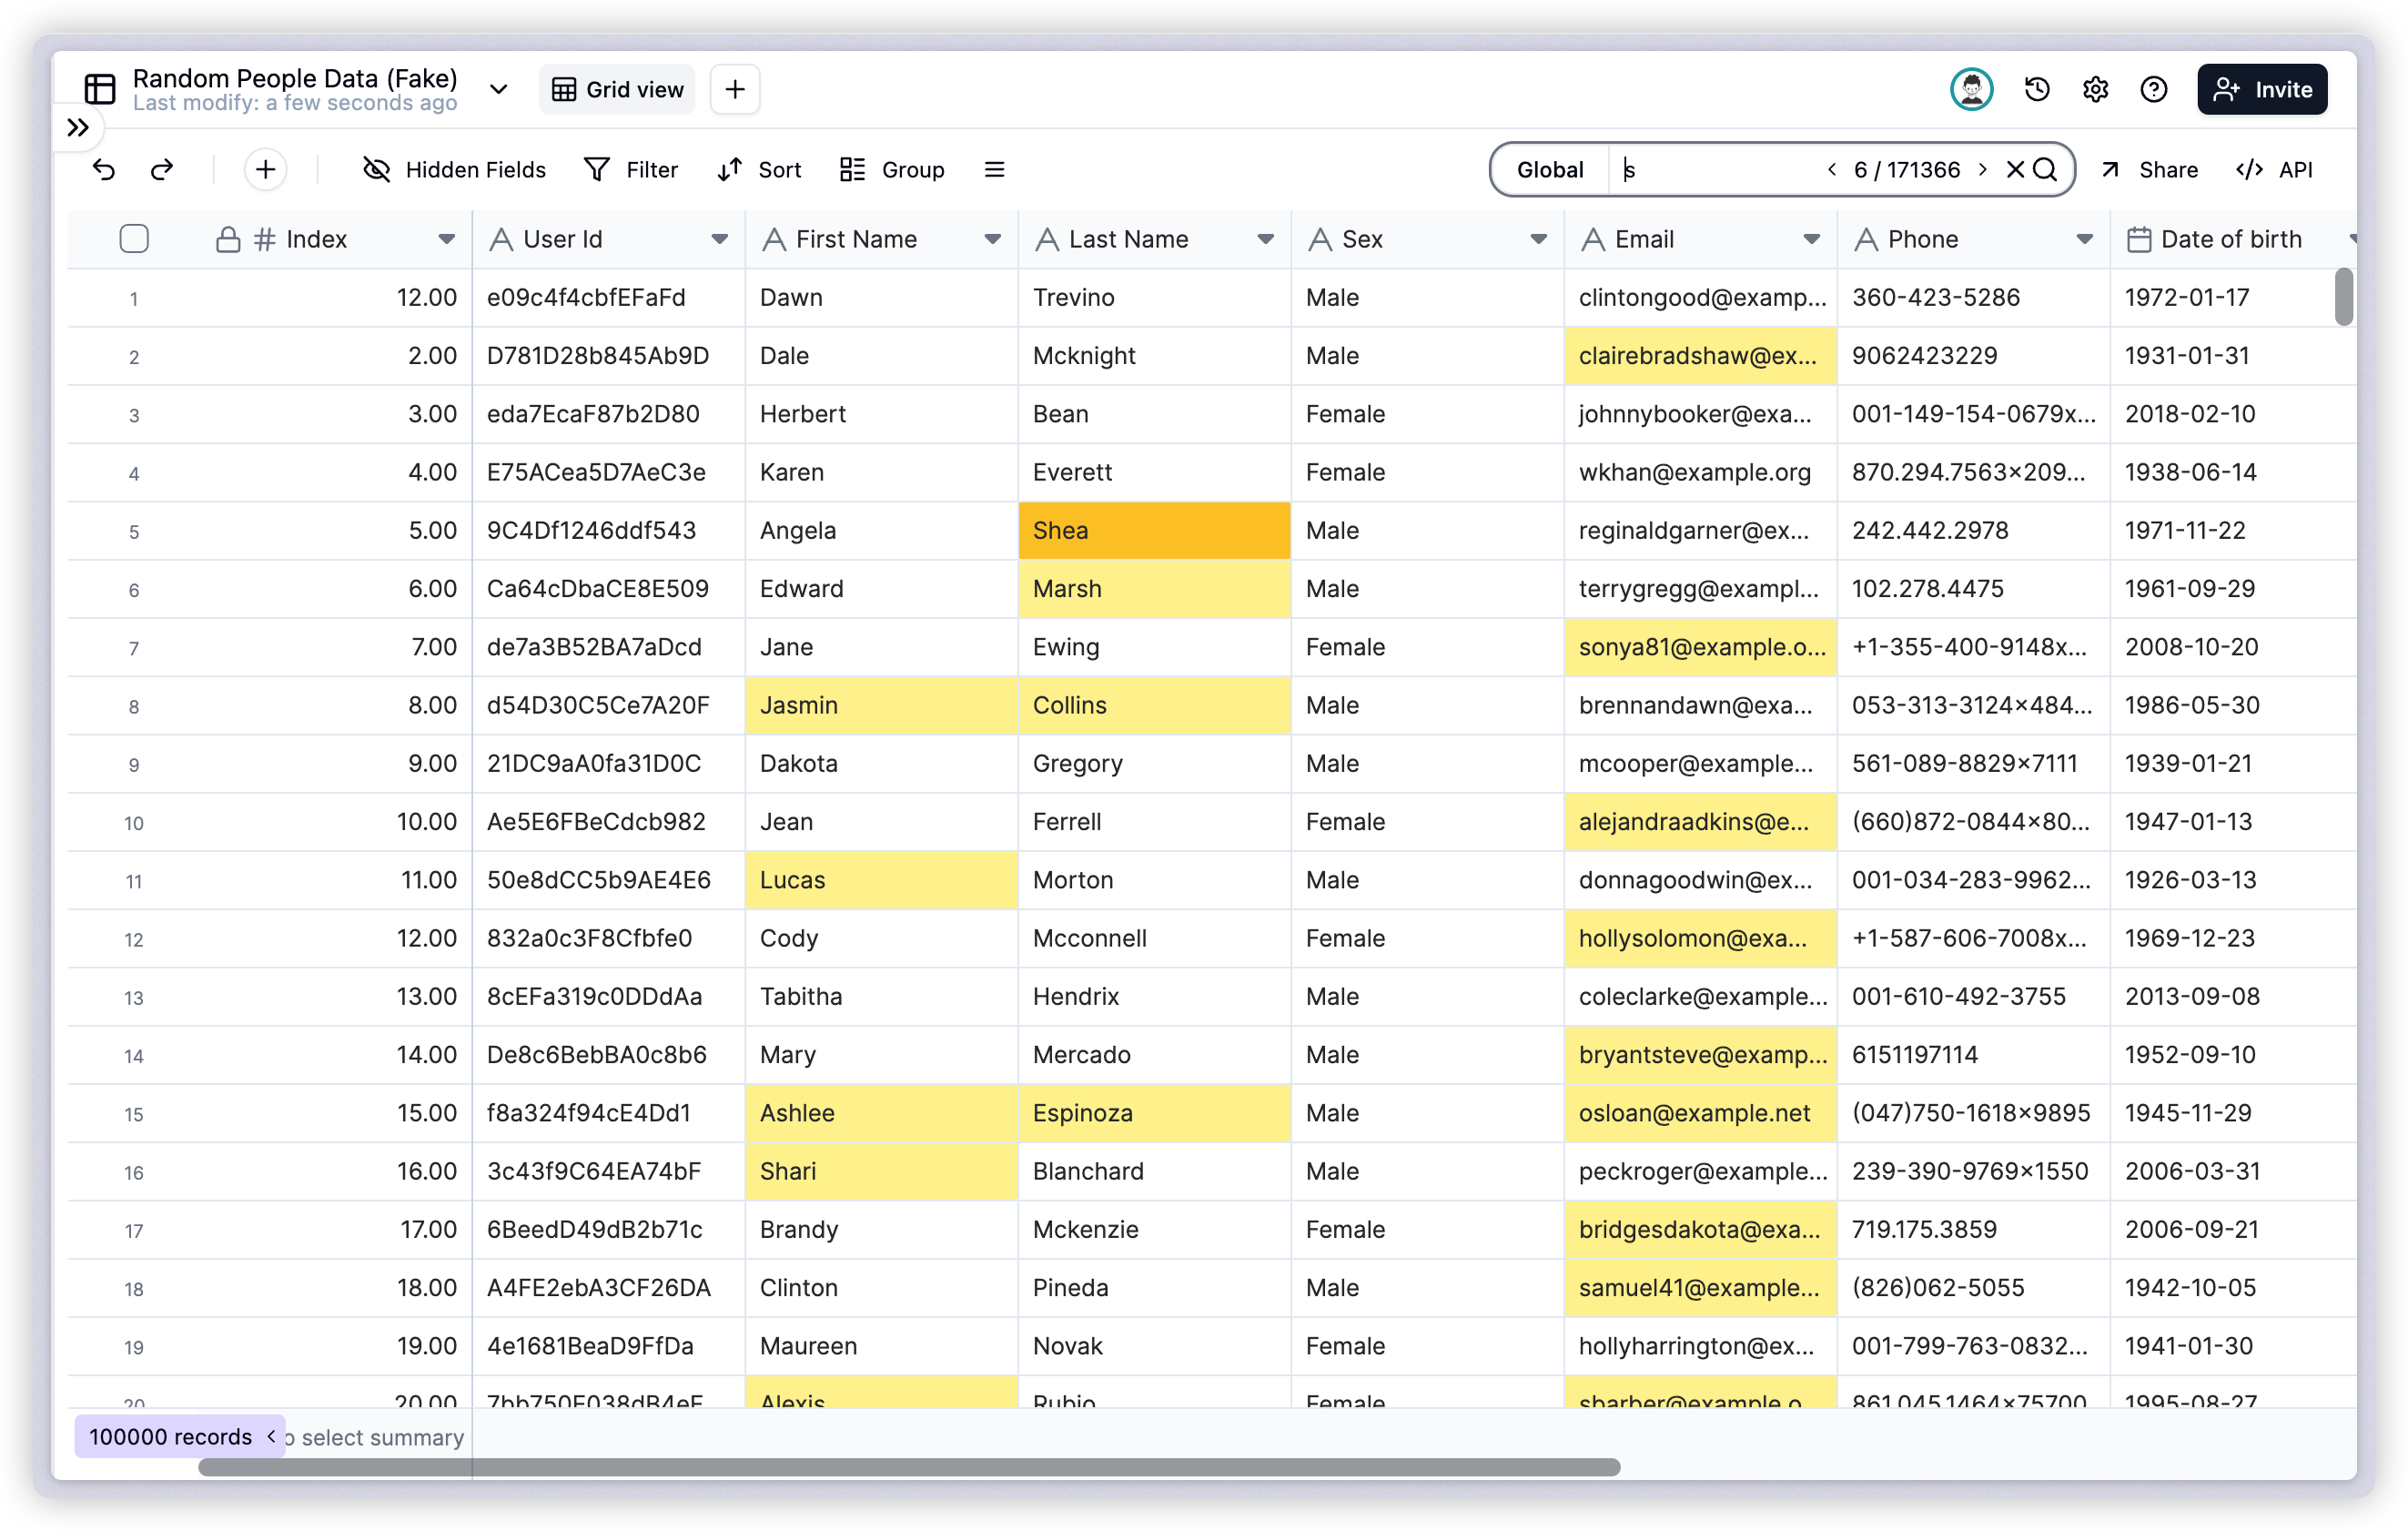 Random People Data (Fake)
Last modify: a few seconds ago
Grid view
Invite
Hidden Fields Filter Sort Group Global s 6 / 171366 Share API
# Index User Id First Name Last Name Sex Email Phone Date of birth
1 12.00 e09c4f4cbfEFaFd Dawn Trevino Male clintongood@examp... 360-423-5286 1972-01-17
2 2.00 D781D28b845Ab9D Dale Mcknight Male clairebradshaw@ex... 9062423229 1931-01-31
3 3.00 eda7EcaF87b2D80 Herbert Bean Female johnnybooker@exa... 001-149-154-0679x... 2018-02-10
4 4.00 E75ACea5D7AeC3e Karen Everett Female wkhan@example.org 870.294.7563×209... 1938-06-14
5 5.00 9C4Df1246ddf543 Angela Shea Male reginaldgarner@ex... 242.442.2978 1971-11-22
6 6.00 Ca64cDbaCE8E509 Edward Marsh Male terrygregg@exampl... 102.278.4475 1961-09-29
7 7.00 de7a3B52BA7aDcd Jane Ewing Female sonya81@example.o... +1-355-400-9148x... 2008-10-20
8 8.00 d54D30C5Ce7A20F Jasmin Collins Male brennandawn@exa... 053-313-3124×484... 1986-05-30
9 9.00 21DC9aA0fa31D0C Dakota Gregory Male mcooper@example... 561-089-8829×7111 1939-01-21
10 10.00 Ae5E6FBeCdcb982 Jean Ferrell Female alejandraadkins@e... (660)872-0844×80... 1947-01-13
11 11.00 50e8dCC5b9AE4E6 Lucas Morton Male donnagoodwin@ex... 001-034-283-9962... 1926-03-13
12 12.00 832a0c3F8Cfbfe0 Cody Mcconnell Female hollysolomon@exa... +1-587-606-7008x... 1969-12-23
13 13.00 8cEFa319c0DDdAa Tabitha Hendrix Male coleclarke@example... 001-610-492-3755 2013-09-08
14 14.00 De8c6BebBA0c8b6 Mary Mercado Male bryantsteve@examp... 6151197114 1952-09-10
15 15.00 f8a324f94cE4Dd1 Ashlee Espinoza Male osloan@example.net (047)750-1618×9895 1945-11-29
16 16.00 3c43f9C64EA74bF Shari Blanchard Male peckroger@example... 239-390-9769×1550 2006-03-31
17 17.00 6BeedD49dB2b71c Brandy Mckenzie Female bridgesdakota@exa... 719.175.3859 2006-09-21
18 18.00 A4FE2ebA3CF26DA Clinton Pineda Male samuel41@example... (826)062-5055 1942-10-05
19 19.00 4e1681BeaD9FfDa Maureen Novak Female hollyharrington@ex... 001-799-763-0832... 1941-01-30
20 20.00 7bb750E038dB4eF Alexis Rubio Female sbarber@example.o... 861.045.1464×75700 1995-08-27
100000 records o select summary